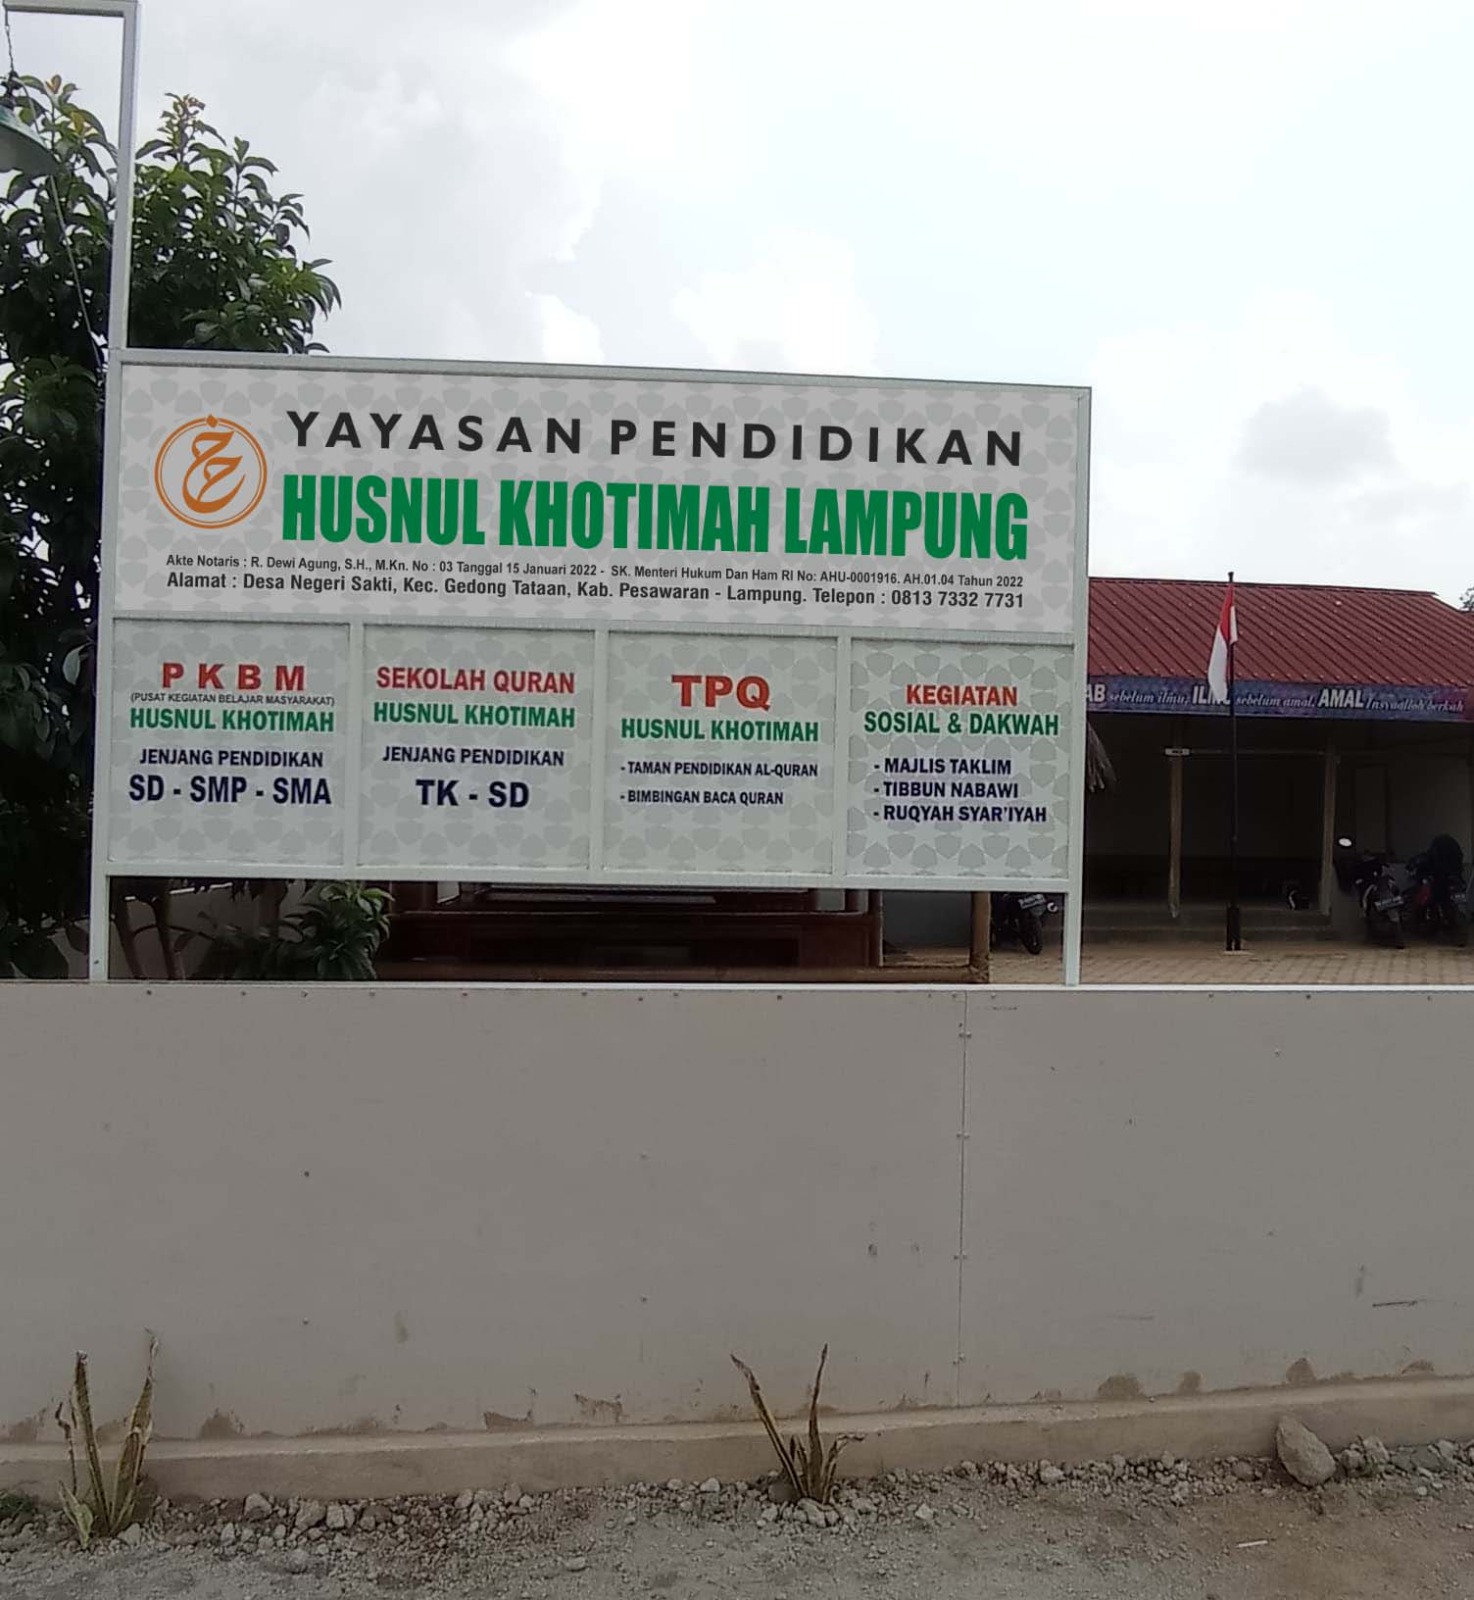 YAYASAN PENDIDIKAN
HUSNUL KHOTIMAH LAMPUNG
Akte Notaris : R. Dewi Agung, S.H., M.Kn. No : 03 Tanggal 15 Januari 2022 - SK. Menteri Hukum Dan Ham RI No: AHU-0001916. AH.01.04 Tahun 2022
Alamat : Desa Negeri Sakti, Kec. Gedong Tataan, Kab. Pesawaran - Lampung. Telepon : 0813 7332 7731
P K B M
(PUSAT KEGIATAN BELAJAR MASYARAKAT)
HUSNUL KHOTIMAH
JENJANG PENDIDIKAN
SD - SMP - SMA
SEKOLAH QURAN
HUSNUL KHOTIMAH
JENJANG PENDIDIKAN
TK - SD
TPQ
HUSNUL KHOTIMAH
- TAMAN PENDIDIKAN AL-QURAN
- BIMBINGAN BACA QURAN
KEGIATAN
SOSIAL & DAKWAH
- MAJLIS TAKLIM
- TIBBUN NABAWI
- RUQYAH SYAR'IYAH
AB sebelum ilmu, ILMU sebelum amal, AMAL Insyaalloh berkah